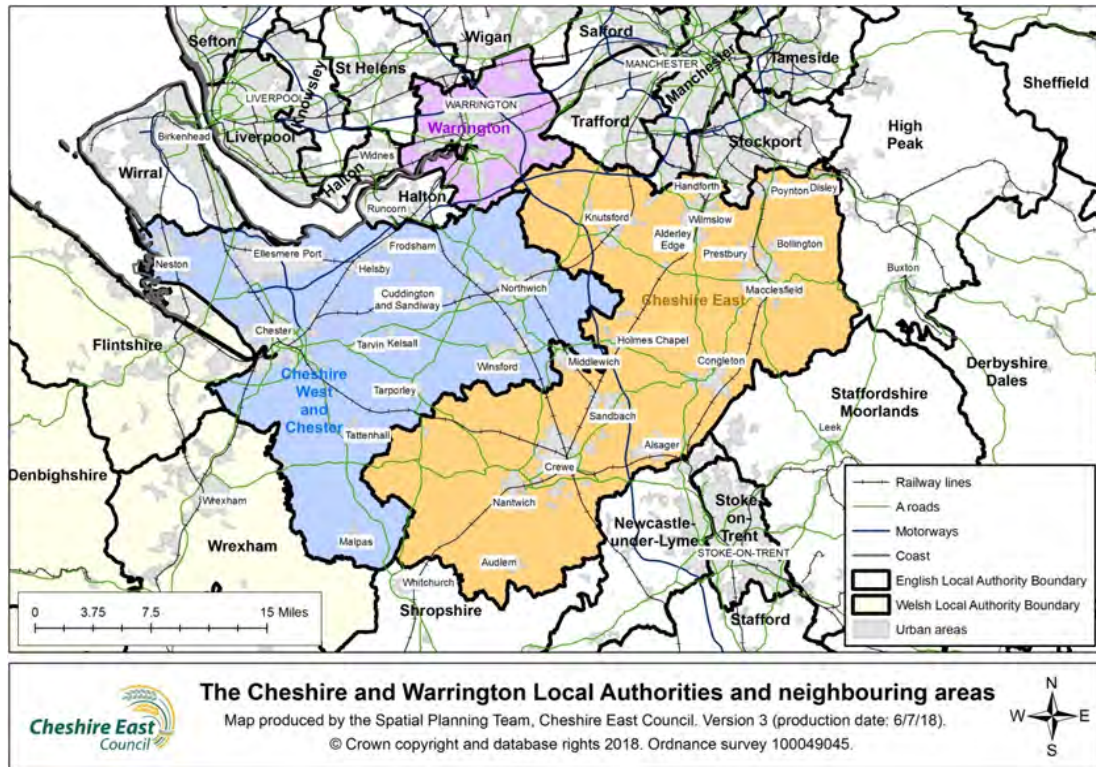 Sefton
Wigan
Salford
Tameside
St Helens
Knowsley
MANCHESTER
Manchester
Sheffield
LIVERPOOL
WARRINGTON
Warrington
Trafford
Birkenhead
Liverpool
Stockport
High
Peak
Wirral
Widnes
Halton
Halton
Runcorn
Handforth
Poynton
Disley
Knutsford
Wilmslow
Alderley
Edge
Prestbury
Bollington
Neston
Ellesmere Port
Frodsham
Helsby
Buxton
Cuddington
and Sandiway
Northwich
Macclesfield
Cheshire East
Flintshire
Chester
Tarvin
Kelsall
Holmes Chapel
Winsford
Middlewich
Congleton
Derbyshire
Dales
Cheshire
West
and
Chester
Tarporley
Staffordshire
Moorlands
Sandbach
Tattenhall
Alsager
Leek
Denbighshire
Crewe
Wrexham
Nantwich
Newcastle-
under-Lyme
Stoke-
on-
Trent
STOKE-ON-TRENT
Wrexham
Malpas
Audlem
Whitchurch
Shropshire
Stafford
0 3.75 7.5 15 Miles
Railway lines
A roads
Motorways
Coast
English Local Authority Boundary
Welsh Local Authority Boundary
Urban areas
Cheshire East
Council
The Cheshire and Warrington Local Authorities and neighbouring areas
Map produced by the Spatial Planning Team, Cheshire East Council. Version 3 (production date: 6/7/18).
© Crown copyright and database rights 2018. Ordnance survey 100049045.
N
W E
S